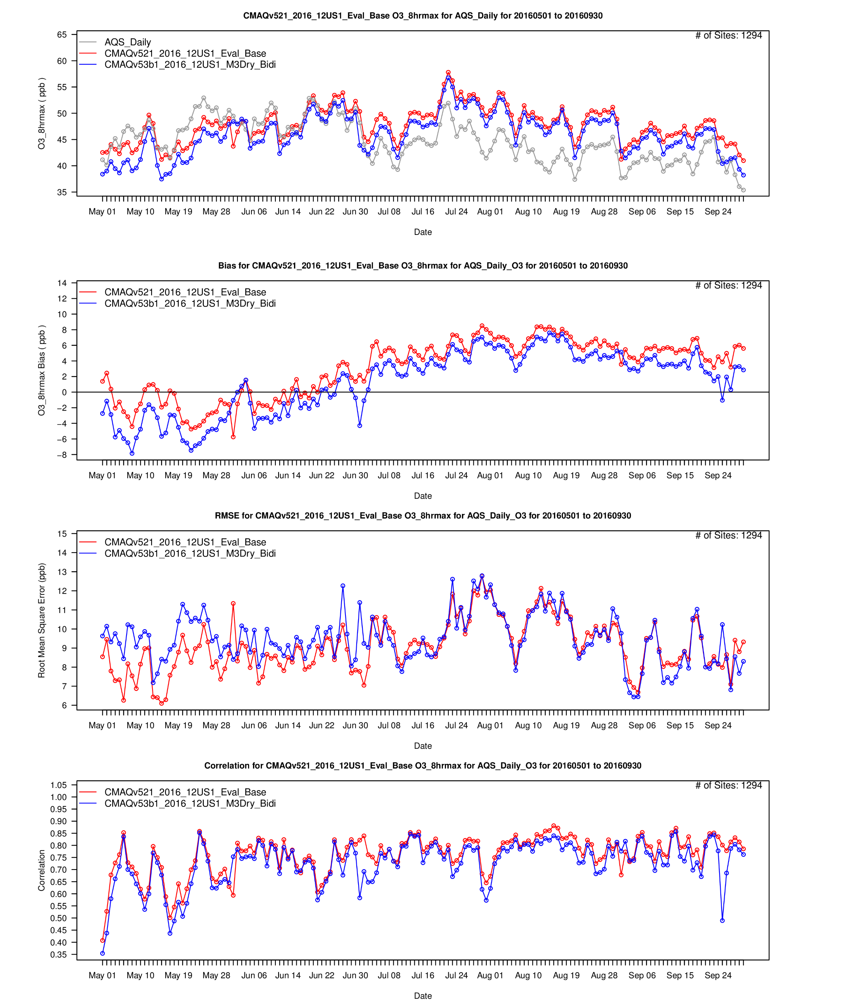 CMAQv521_2016_12US1_Eval_Base O3_8hrmax for AQS_Daily for 20160501 to 20160930
# of Sites: 1294
AQS_Daily
CMAQv521_2016_12US1_Eval_Base
CMAQv53b1_2016_12US1_M3Dry_Bidi
O3_8hrmax ( ppb )
65
60
55
50
45
40
35
May 01 May 10 May 19 May 28 Jun 06 Jun 14 Jun 22 Jun 30 Jul 08 Jul 16 Jul 24 Aug 01 Aug 10 Aug 19 Aug 28 Sep 06 Sep 15 Sep 24
Date
Bias for CMAQv521_2016_12US1_Eval_Base O3_8hrmax for AQS_Daily_O3 for 20160501 to 20160930
# of Sites: 1294
CMAQv521_2016_12US1_Eval_Base
CMAQv53b1_2016_12US1_M3Dry_Bidi
O3_8hrmax Bias ( ppb )
14
12
10
8
6
4
2
0
−2
−4
−6
−8
May 01 May 10 May 19 May 28 Jun 06 Jun 14 Jun 22 Jun 30 Jul 08 Jul 16 Jul 24 Aug 01 Aug 10 Aug 19 Aug 28 Sep 06 Sep 15 Sep 24
Date
RMSE for CMAQv521_2016_12US1_Eval_Base O3_8hrmax for AQS_Daily_O3 for 20160501 to 20160930
# of Sites: 1294
CMAQv521_2016_12US1_Eval_Base
CMAQv53b1_2016_12US1_M3Dry_Bidi
Root Mean Square Error (ppb)
15
14
13
12
11
10
9
8
7
6
May 01 May 10 May 19 May 28 Jun 06 Jun 14 Jun 22 Jun 30 Jul 08 Jul 16 Jul 24 Aug 01 Aug 10 Aug 19 Aug 28 Sep 06 Sep 15 Sep 24
Date
Correlation for CMAQv521_2016_12US1_Eval_Base O3_8hrmax for AQS_Daily_O3 for 20160501 to 20160930
# of Sites: 1294
CMAQv521_2016_12US1_Eval_Base
CMAQv53b1_2016_12US1_M3Dry_Bidi
Correlation
1.05
1.00
0.95
0.90
0.85
0.80
0.75
0.70
0.65
0.60
0.55
0.50
0.45
0.40
0.35
May 01 May 10 May 19 May 28 Jun 06 Jun 14 Jun 22 Jun 30 Jul 08 Jul 16 Jul 24 Aug 01 Aug 10 Aug 19 Aug 28 Sep 06 Sep 15 Sep 24
Date